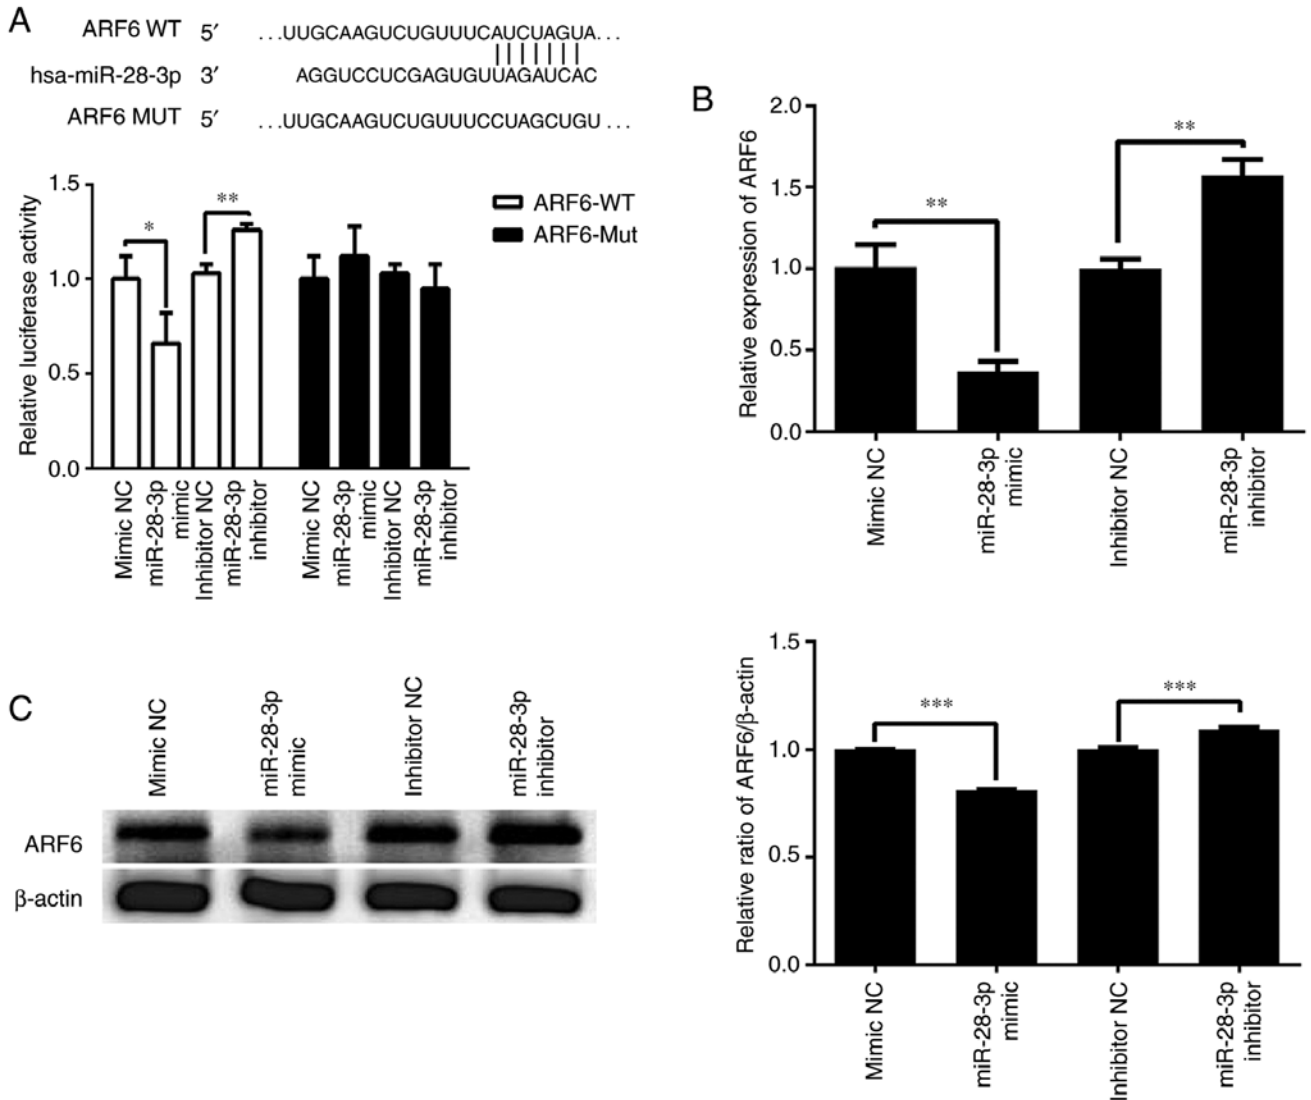 A
ARF6 WT 5′ ...UUGCAAGUCUGUUUCAUCUAGUA...
hsa-miR-28-3p 3′ AGGUCCUCGAGUGUUAGAUCAC
ARF6 MUT 5′ ...UUGCAAGUCUGUUUCCUAGCUGU...
Relative luciferase activity
1.5
1.0
0.5
0.0
*
**
ARF6-WT
ARF6-Mut
Mimic NC
miR-28-3p
mimic
Inhibitor NC
miR-28-3p
inhibitor
Mimic NC
miR-28-3p
mimic
Inhibitor NC
miR-28-3p
inhibitor
B
Relative expression of ARF6
2.0
1.5
1.0
0.5
0.0
**
**
Mimic NC
miR-28-3p
mimic
Inhibitor NC
miR-28-3p
inhibitor
C
Mimic NC
miR-28-3p
mimic
Inhibitor NC
miR-28-3p
inhibitor
ARF6
β-actin
Relative ratio of ARF6/β-actin
1.5
1.0
0.5
0.0
***
***
Mimic NC
miR-28-3p
mimic
Inhibitor NC
miR-28-3p
inhibitor